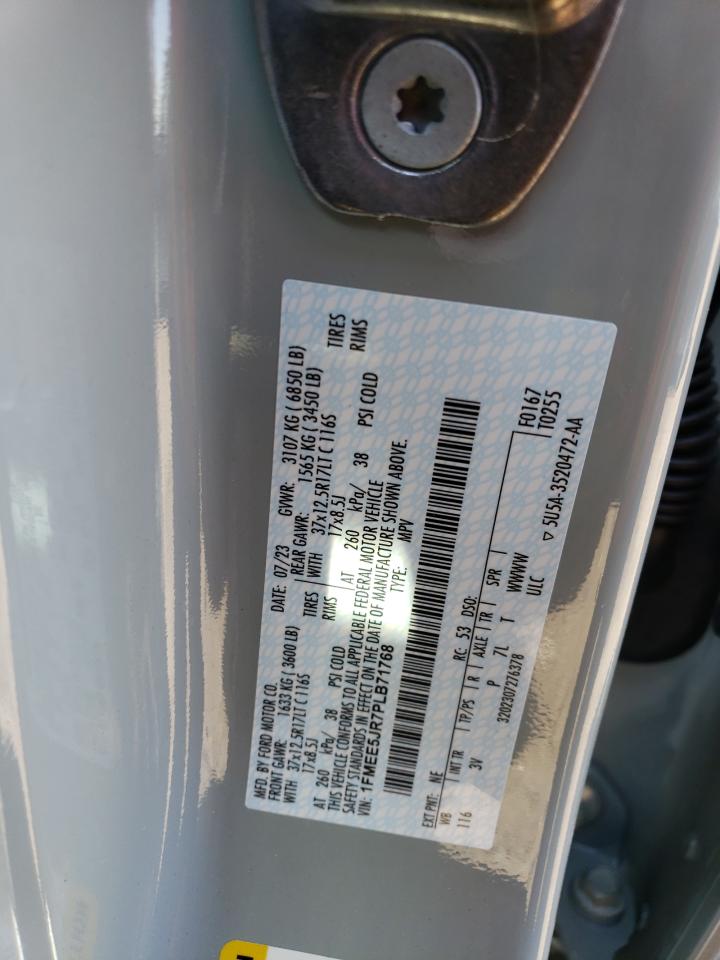 MFD. BY FORD MOTOR CO.
DATE: 07/23 GVWR: 3107 KG ( 6850 LB)
FRONT GAWR: 1633 KG ( 3600 LB) REAR GAWR: 1565 KG ( 3450 LB)
WITH 37x12.5R17LT C 116S TIRES WITH 37x12.5R17LT C 116S TIRES
17x8.5J RIMS 17x8.5J RIMS
AT 260 kPa/ 38 PSI COLD AT 260 kPa/ 38 PSI COLD
THIS VEHICLE CONFORMS TO ALL APPLICABLE FEDERAL MOTOR VEHICLE
SAFETY STANDARDS IN EFFECT ON THE DATE OF MANUFACTURE SHOWN ABOVE.
VIN: 1FMEE5JR7PLB71768 TYPE: MPV
EXT PNT: RC: 53 DSO: F0167
WB INT TR TP/PS R AXLE TR SPR T0255
116 3V P 7L T WWWW
3202307276378 ULC
▽ 5U5A-3520472-AA